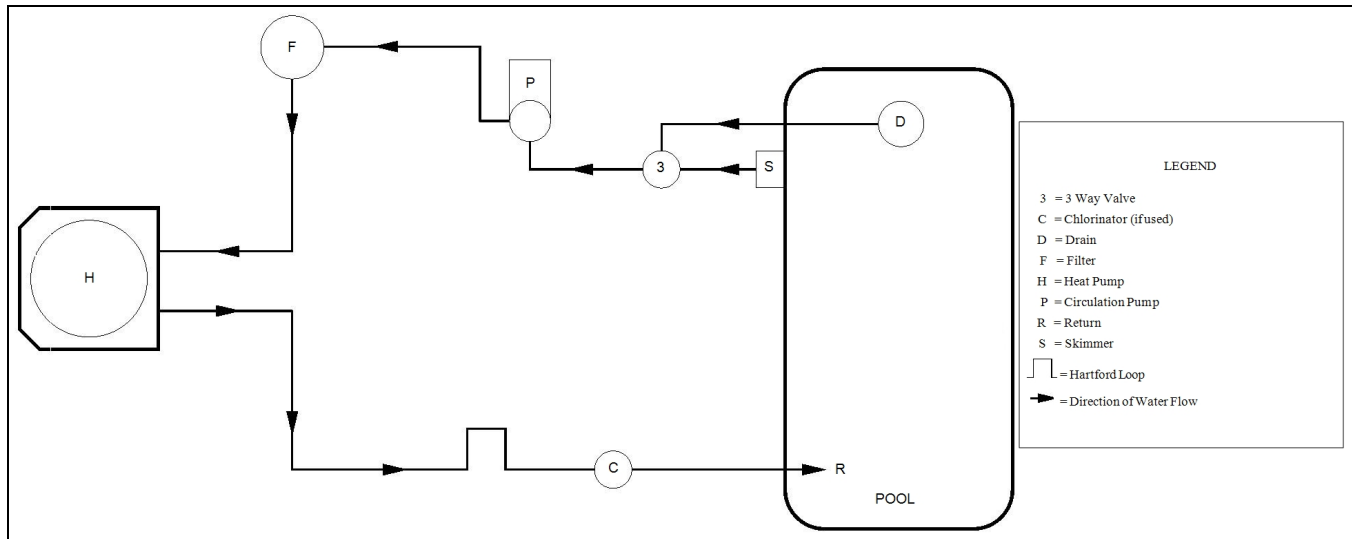 F
P
D
3
S
H
C
R
POOL
LEGEND
3 = 3 Way Valve
C = Chlorinator (if used)
D = Drain
F = Filter
H = Heat Pump
P = Circulation Pump
R = Return
S = Skimmer
= Hartford Loop
= Direction of Water Flow